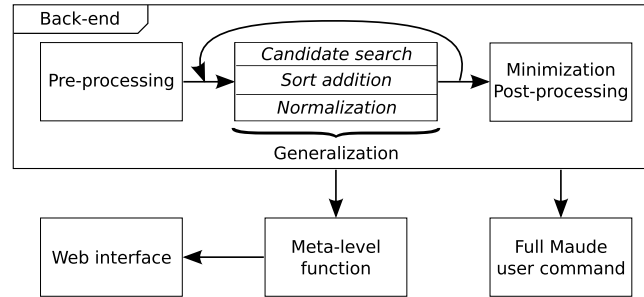 Back-end
Pre-processing
Candidate search
Sort addition
Normalization
Generalization
Minimization
Post-processing
Web interface
Meta-level
function
Full Maude
user command